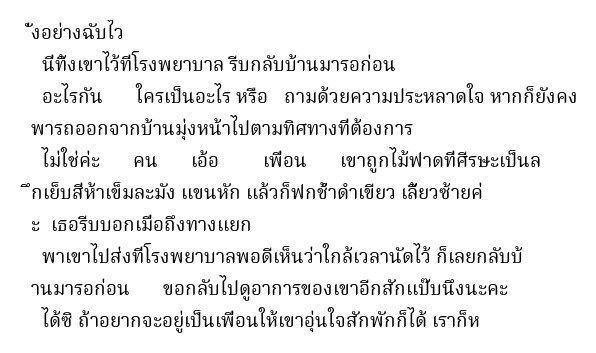 ั้งอย่างฉับไว
นีทิ้งเขาไว้ที่โรงพยาบาล รีบกลับบ้านมารอก่อน
อะไรกัน ใครเป็นอะไร หรือ ถามด้วยความประหลาดใจ หากก็ยังคง
พารถออกจากบ้านมุ่งหน้าไปตามทิศทางที่ต้องการ
ไม่ใช่ค่ะ คน เอ้อ เพื่อน เขาถูกไม้ฟาดที่ศีรษะเป็นล
ึกเย็บสี่ห้าเข็มละมัง แขนหัก แล้วก็ฟกช้ำดำเขียว เลี้ยวซ้ายค่
ะ เธอรีบบอกเมื่อถึงทางแยก
พาเขาไปส่งที่โรงพยาบาลพอดีเห็นว่าใกล้เวลานัดไว้ ก็เลยกลับบ้
านมารอก่อน ขอกลับไปดูอาการของเขาอีกสักแป๊บนึงนะคะ
ได้ซิ ถ้าอยากจะอยู่เป็นเพื่อนให้เขาอุ่นใจสักพักก็ได้ เราก็ห